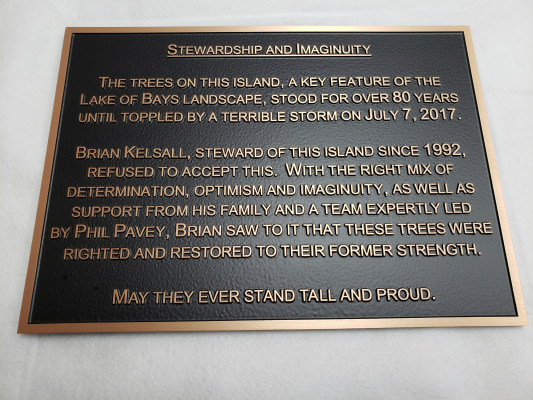 STEWARDSHIP AND IMAGINUITY
THE TREES ON THIS ISLAND, A KEY FEATURE OF THE
LAKE OF BAYS LANDSCAPE, STOOD FOR OVER 80 YEARS
UNTIL TOPPLED BY A TERRIBLE STORM ON JULY 7, 2017.
BRIAN KELSALL, STEWARD OF THIS ISLAND SINCE 1992,
REFUSED TO ACCEPT THIS. WITH THE RIGHT MIX OF
DETERMINATION, OPTIMISM AND IMAGINUITY, AS WELL AS
SUPPORT FROM HIS FAMILY AND A TEAM EXPERTLY LED
BY PHIL PAVEY, BRIAN SAW TO IT THAT THESE TREES WERE
RIGHTED AND RESTORED TO THEIR FORMER STRENGTH.
MAY THEY EVER STAND TALL AND PROUD.